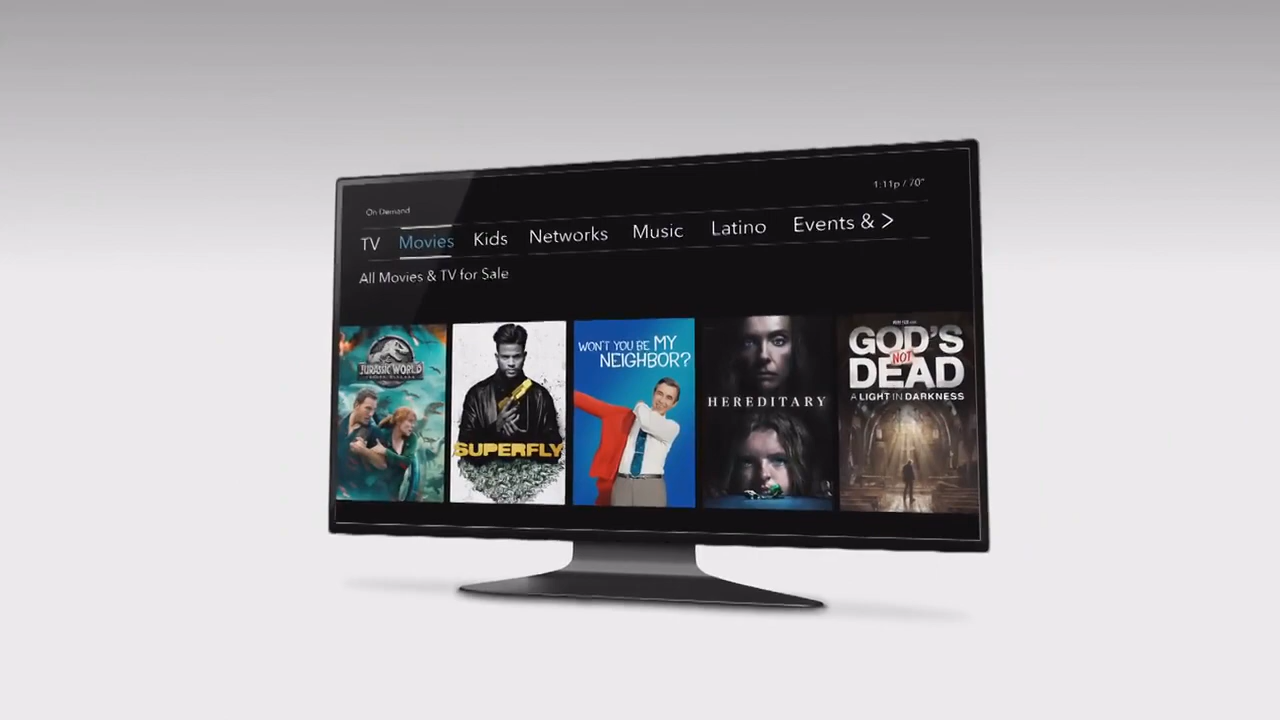 1:11p / 70°
On Demand
TV Movies Kids Networks Music Latino Events & >
All Movies & TV for Sale
JURASSIC WORLD
SUPERFLY
WON'T YOU BE MY
NEIGHBOR?
HEREDITARY
GOD'S
NOT
DEAD
A LIGHT IN DARKNESS